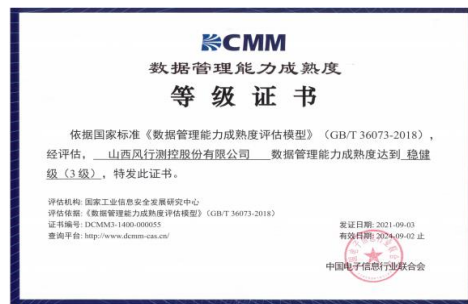 CMM
数据管理能力成熟度
等级证书
依据国家标准《数据管理能力成熟度评估模型》（GB/T 36073-2018），
经评估， 山西风行测控股份有限公司 数据管理能力成熟度达到 稳健
级（3 级），特发此证书。
评估机构：国家工业信息安全发展研究中心
评估依据：《数据管理能力成熟度评估模型》（GB/T 36073-2018）
证书编号：DCMM3-1400-000055
查询平台：http://www.dcmm-cas.cn/
发证日期：2021-09-03
有效日期：2024-09-02 止
中国电子信息行业联合会